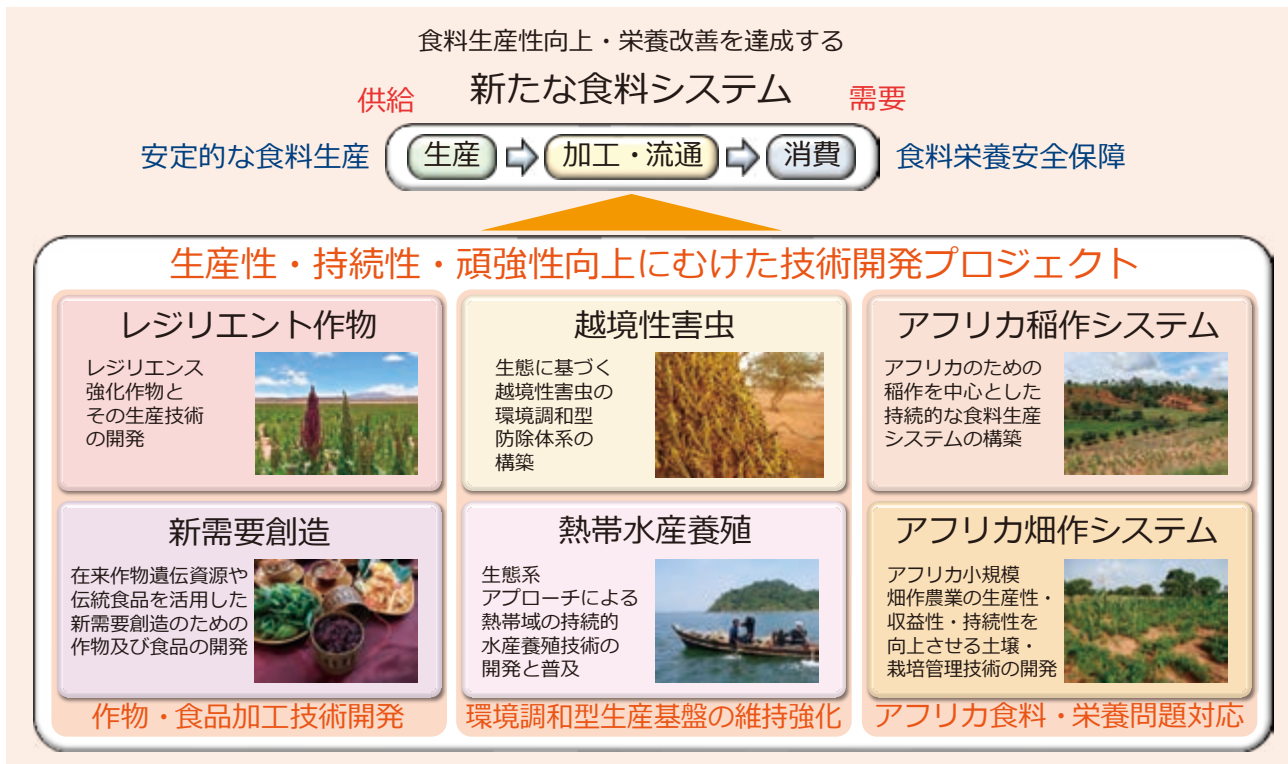 食料生産性向上・栄養改善を達成する
供給 新たな食料システム 需要
安定的な食料生産 生産 加工・流通 消費 食料栄養安全保障
生産性・持続性・頑強性向上にむけた技術開発プロジェクト
レジリエント作物
レジリエンス
強化作物と
その生産技術
の開発
新需要創造
在来作物遺伝資源や
伝統食品を活用した
新需要創造のための
作物及び食品の開発
作物・食品加工技術開発
越境性害虫
生態に基づく
越境性害虫の
環境調和型
防除体系の
構築
熱帯水産養殖
生態系
アプローチによる
熱帯域の持続的
水産養殖技術の
開発と普及
環境調和型生産基盤の維持強化
アフリカ稲作システム
アフリカのための
稲作を中心とした
持続的な食料生産
システムの構築
アフリカ畑作システム
アフリカ小規模
畑作農業の生産性・
収益性・持続性を
向上させる土壌・
栽培管理技術の開発
アフリカ食料・栄養問題対応